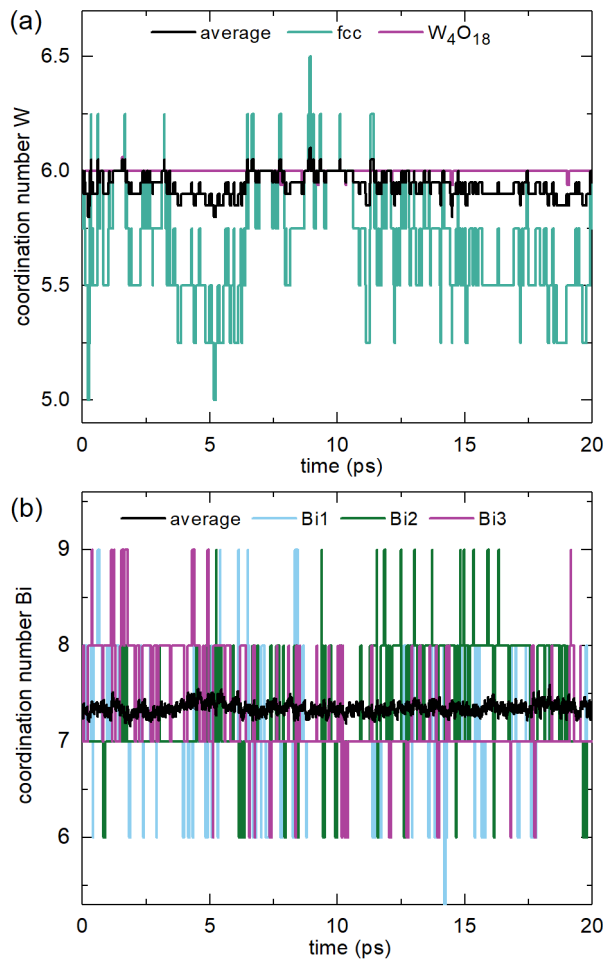 (a)
average fcc W₄O₁₈
6.5
6.0
5.5
5.0
coordination number W
0 5 10 15 20
time (ps)
(b)
average Bi1 Bi2 Bi3
9
8
7
6
coordination number Bi
0 5 10 15 20
time (ps)